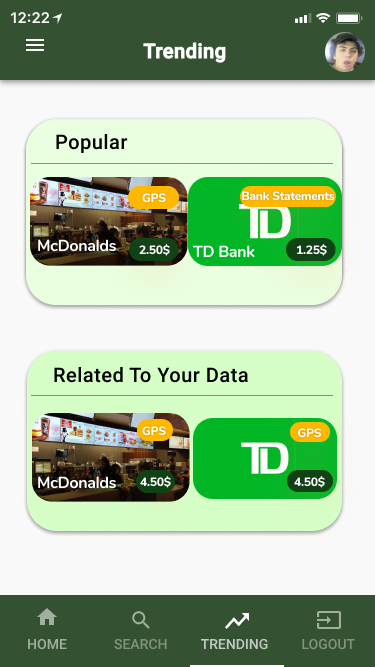 12:22
Trending
Popular
GPS
McDonalds
2.50$
Bank Statements
TD
TD Bank
1.25$
Related To Your Data
GPS
McDonalds
4.50$
GPS
TD
4.50$
HOME
SEARCH
TRENDING
LOGOUT